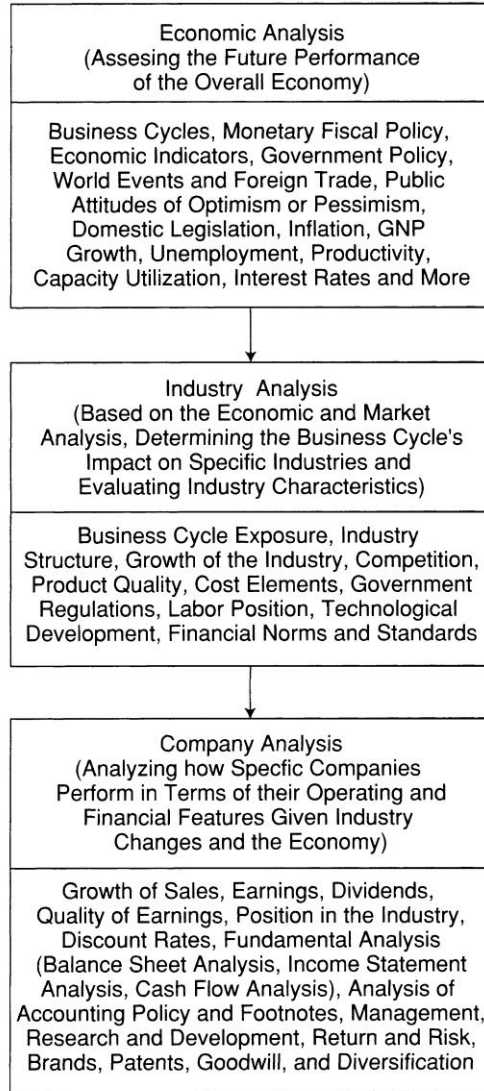 Economic Analysis
(Assesing the Future Performance
of the Overall Economy)
Business Cycles, Monetary Fiscal Policy,
Economic Indicators, Government Policy,
World Events and Foreign Trade, Public
Attitudes of Optimism or Pessimism,
Domestic Legislation, Inflation, GNP
Growth, Unemployment, Productivity,
Capacity Utilization, Interest Rates and More
Industry Analysis
(Based on the Economic and Market
Analysis, Determining the Business Cycle's
Impact on Specific Industries and
Evaluating Industry Characteristics)
Business Cycle Exposure, Industry
Structure, Growth of the Industry, Competition,
Product Quality, Cost Elements, Government
Regulations, Labor Position, Technological
Development, Financial Norms and Standards
Company Analysis
(Analyzing how Specfic Companies
Perform in Terms of their Operating and
Financial Features Given Industry
Changes and the Economy)
Growth of Sales, Earnings, Dividends,
Quality of Earnings, Position in the Industry,
Discount Rates, Fundamental Analysis
(Balance Sheet Analysis, Income Statement
Analysis, Cash Flow Analysis), Analysis of
Accounting Policy and Footnotes, Management,
Research and Development, Return and Risk,
Brands, Patents, Goodwill, and Diversification